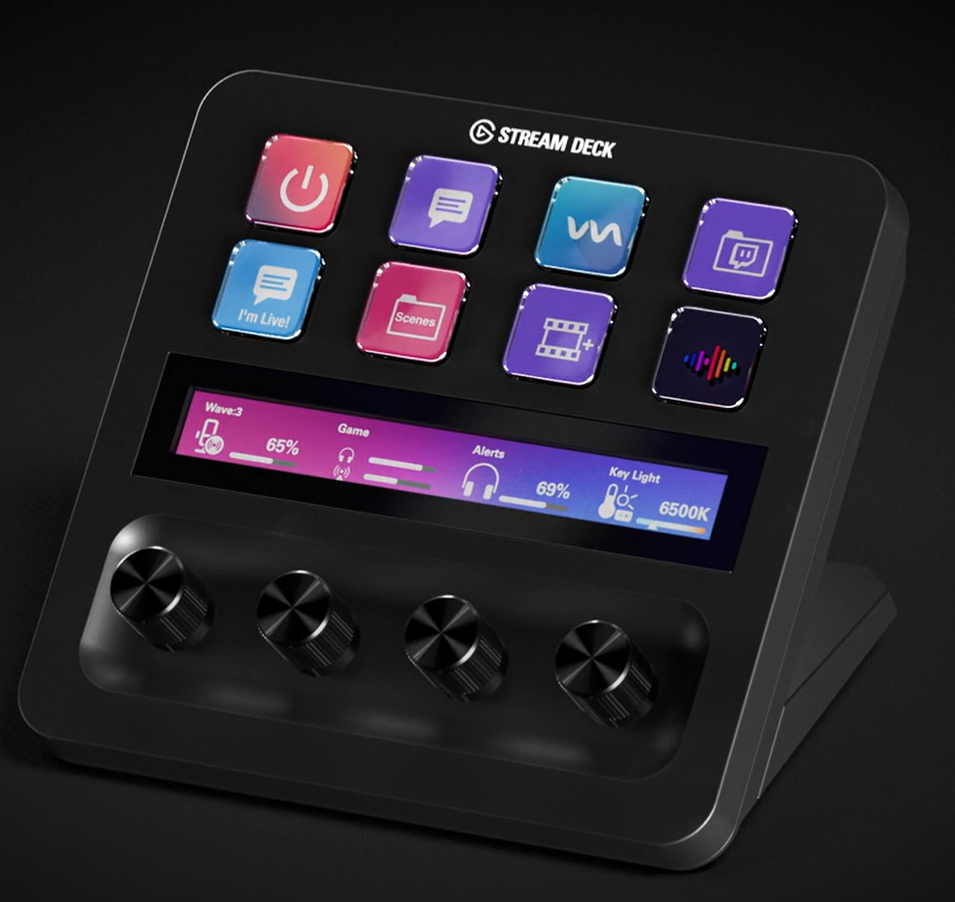 STREAM DECK
I'm Live!
Scenes
Wave:3
65%
Game
Alerts
69%
Key Light
6500K